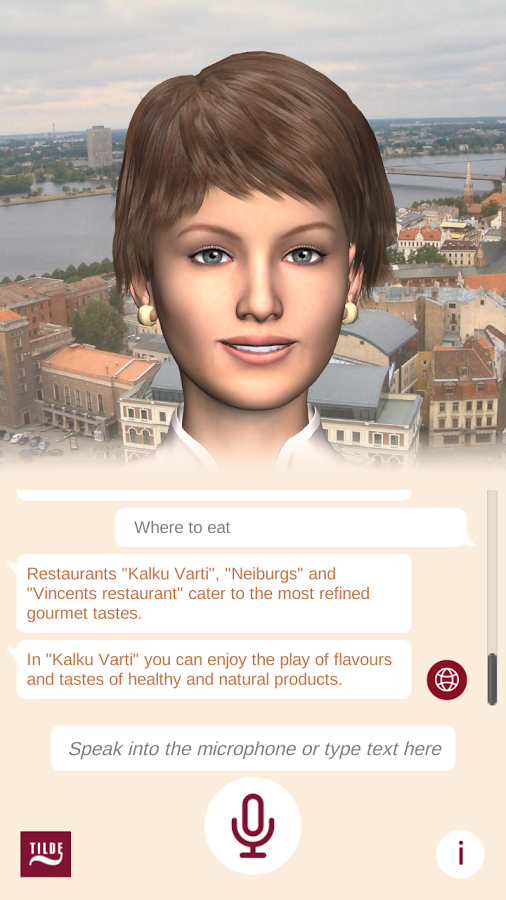 Where to eat
Restaurants "Kalku Varti", "Neiburgs" and
"Vincents restaurant" cater to the most refined
gourmet tastes.
In "Kalku Varti" you can enjoy the play of flavours
and tastes of healthy and natural products.
Speak into the microphone or type text here
TILDE
i